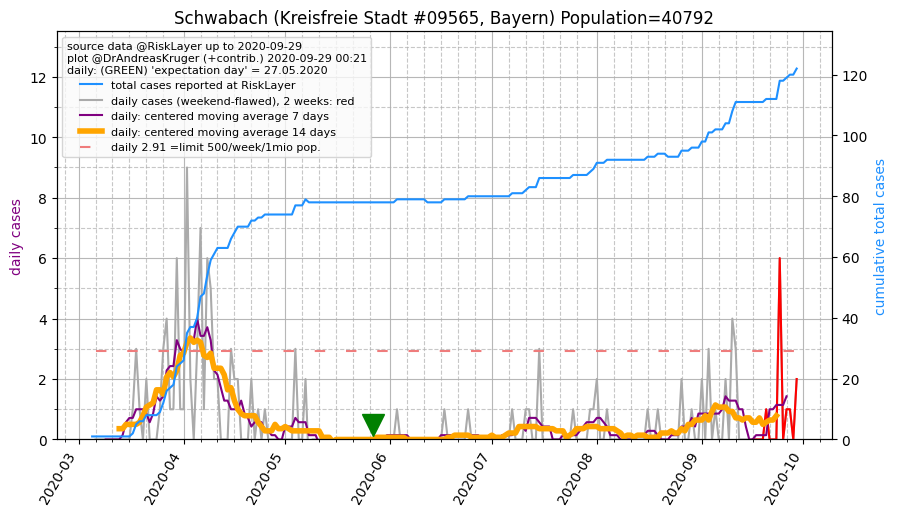 Schwabach (Kreisfreie Stadt #09565, Bayern) Population=40792
source data @RiskLayer up to 2020-09-29
plot @DrAndreasKruger (+contrib.) 2020-09-29 00:21
daily: (GREEN) 'expectation day' = 27.05.2020
total cases reported at RiskLayer
daily cases (weekend-flawed), 2 weeks: red
daily: centered moving average 7 days
daily: centered moving average 14 days
daily 2.91 =limit 500/week/1mio pop.
daily cases
12
10
8
6
4
2
0
cumulative total cases
120
100
80
60
40
20
0
2020-03
2020-04
2020-05
2020-06
2020-07
2020-08
2020-09
2020-10